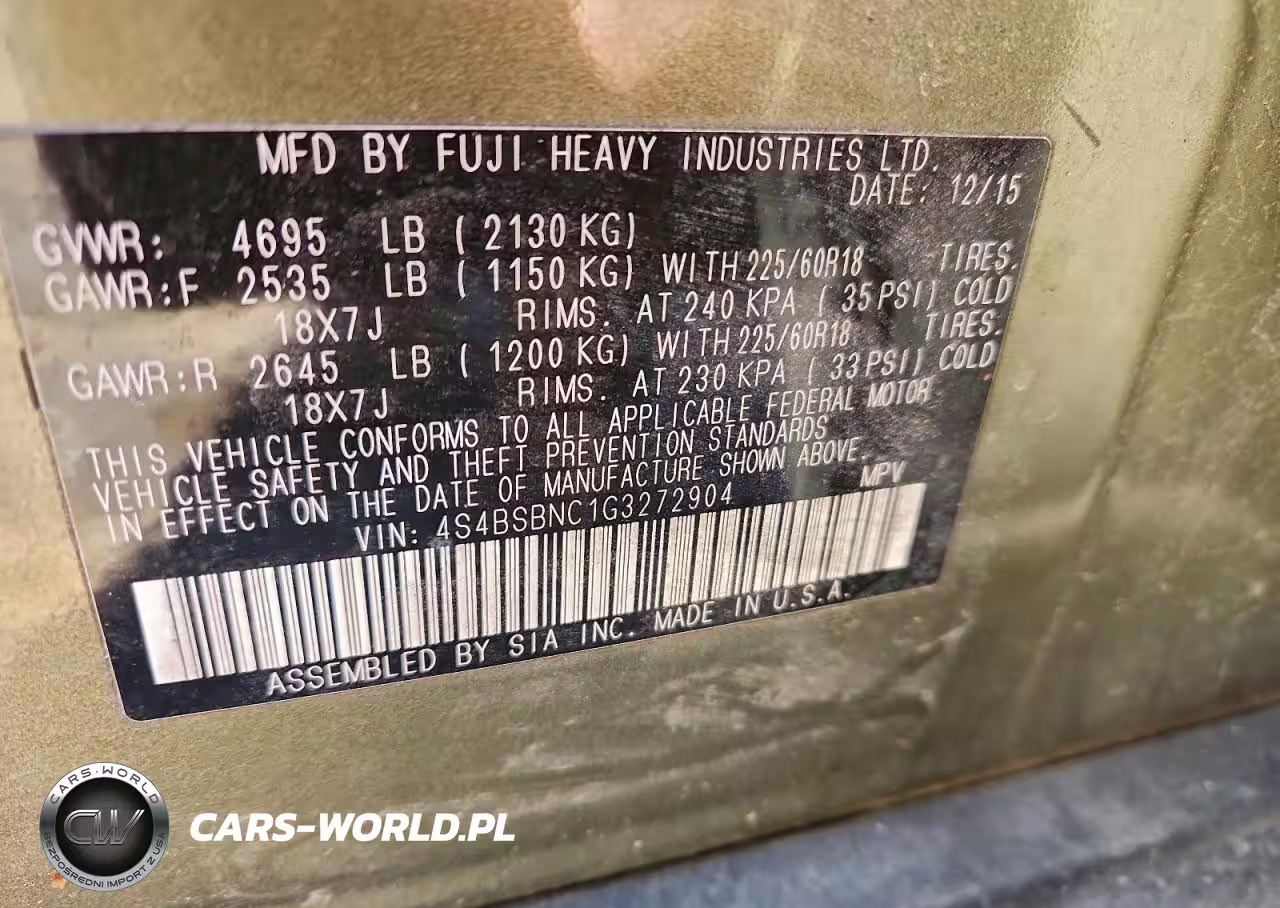 MFD BY FUJI HEAVY INDUSTRIES LTD.
DATE: 12/15
GVWR: 4695 LB ( 2130 KG)
GAWR:F 2535 LB ( 1150 KG) WITH 225/60R18 TIRES.
18X7J RIMS. AT 240 KPA ( 35 PSI) COLD
GAWR:R 2645 LB ( 1200 KG) WITH 225/60R18 TIRES.
18X7J RIMS. AT 230 KPA ( 33 PSI) COLD
THIS VEHICLE CONFORMS TO ALL APPLICABLE FEDERAL MOTOR
VEHICLE SAFETY AND THEFT PREVENTION STANDARDS
IN EFFECT ON THE DATE OF MANUFACTURE SHOWN ABOVE.
VIN: 4S4BSBNC1G3272904 MPV
ASSEMBLED BY SIA INC. MADE IN U.S.A.
CARS-WORLD
CW
BEZPOŚREDNI IMPORT Z USA
CARS-WORLD.PL